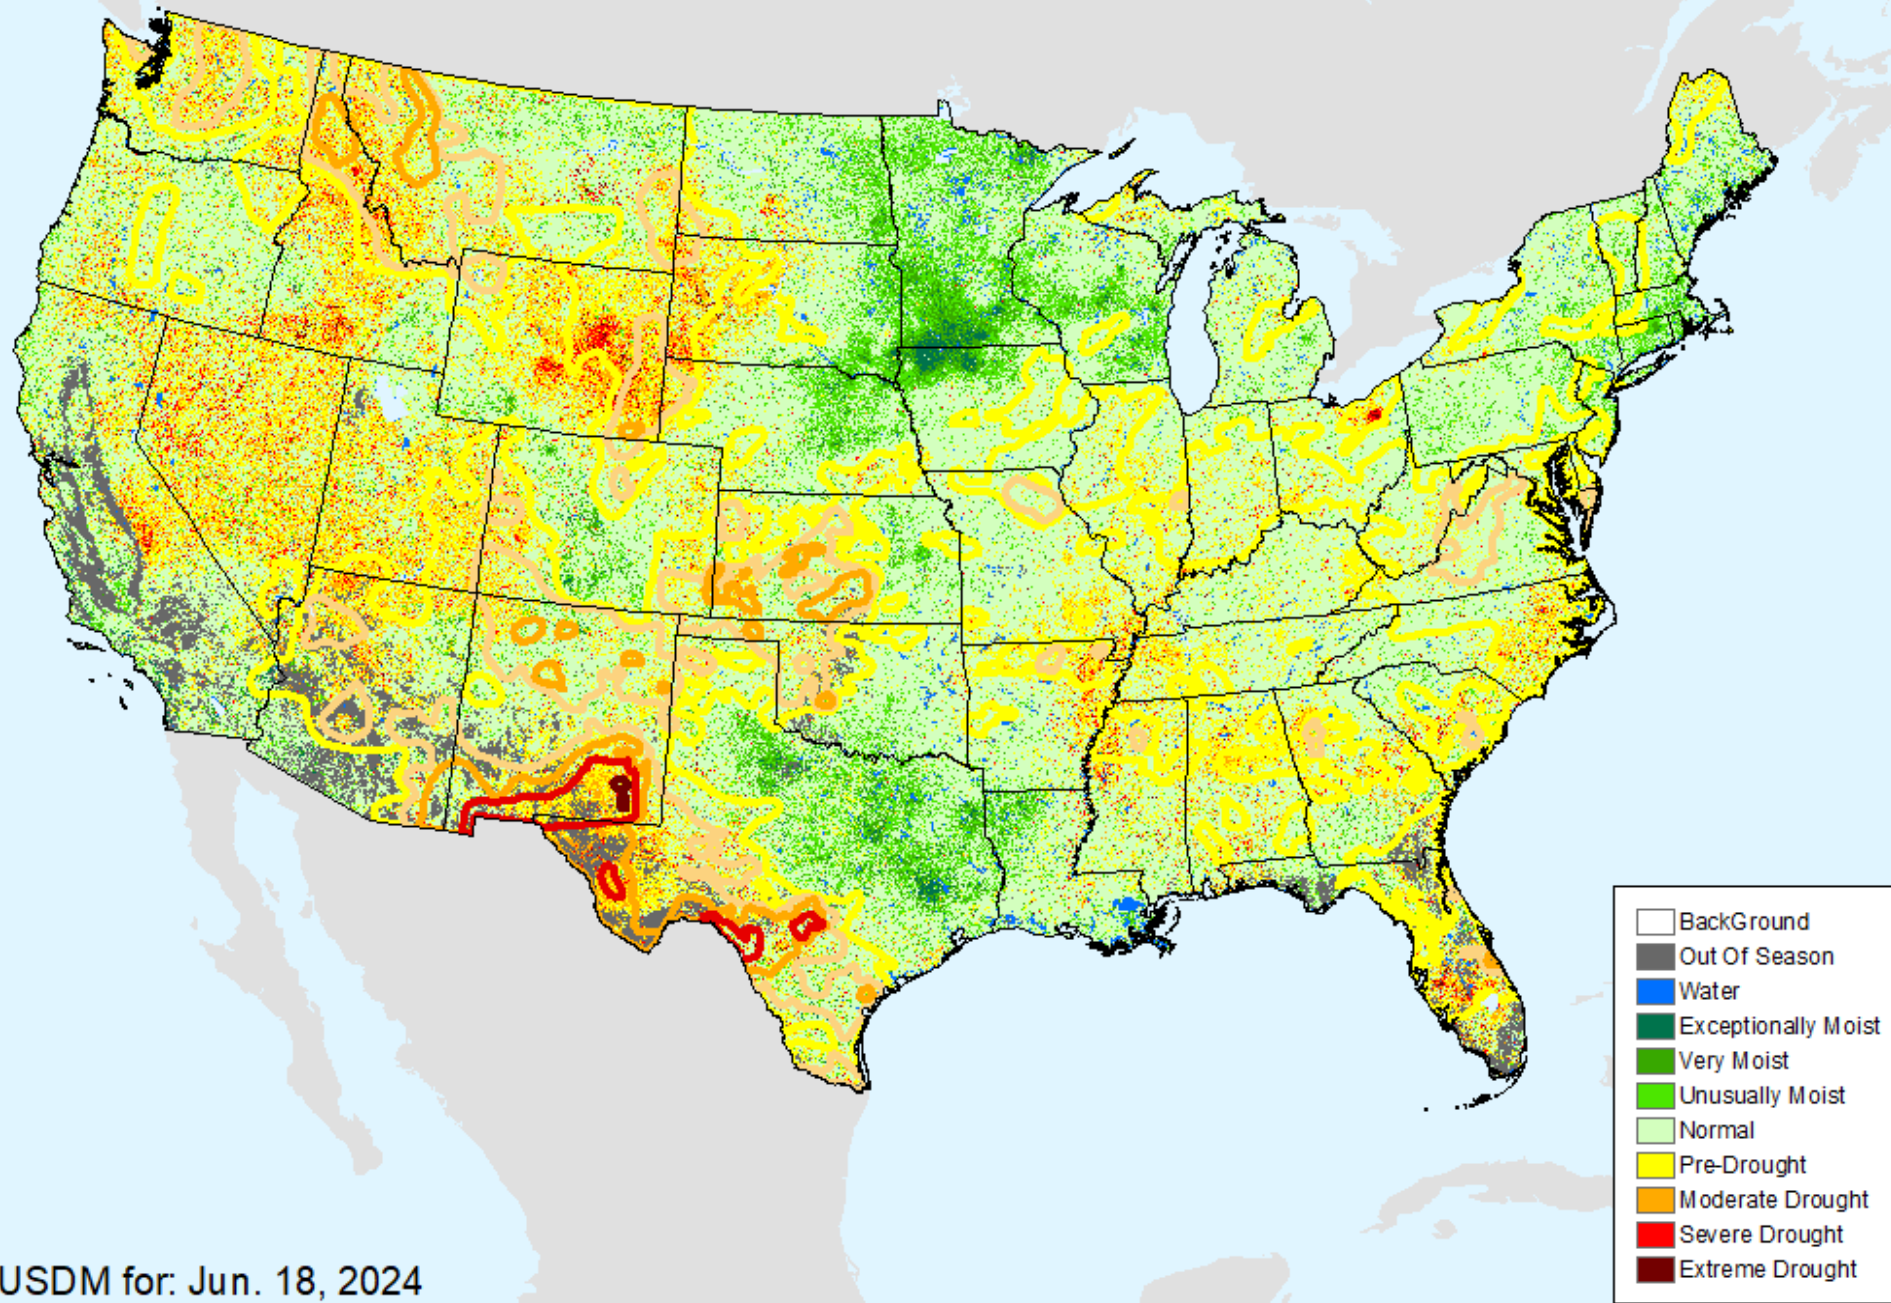 BackGround
Out Of Season
Water
Exceptionally Moist
Very Moist
Unusually Moist
Normal
Pre-Drought
Moderate Drought
Severe Drought
Extreme Drought
USDM for: Jun. 18, 2024